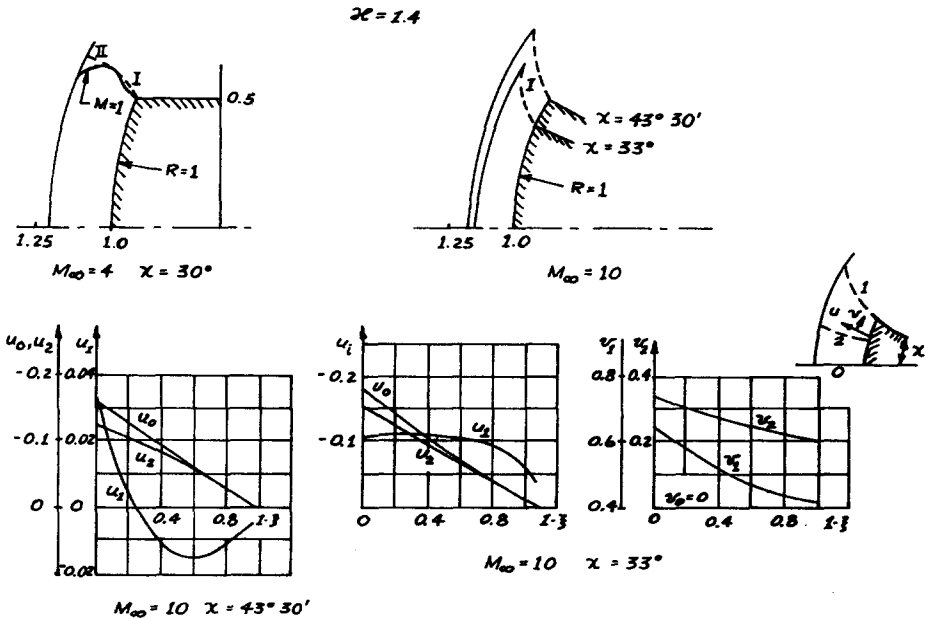 ϰ = 1.4
II
I
M=1
0.5
R=1
1.25
1.0
M∞ = 4 χ = 30°
I
χ = 43° 30'
χ = 33°
R=1
1.25
1.0
M∞ = 10
1
u
v
2
χ
0
u₀, u₂
u₁
-0.2
0.04
-0.1
0.02
0
0
-0.02
u₀
u₂
u₁
0.4
0.8
1-ξ
M∞ = 10 χ = 43° 30'
uᵢ
-0.2
-0.1
u₀
u₁
u₂
0
0.4
0.8
1-ξ
v₁
v₂
0.8
0.4
0.6
0.2
0.4
0
v₂
v₁
v₀=0
0
0.4
0.8
1-ξ
M∞ = 10 χ = 33°